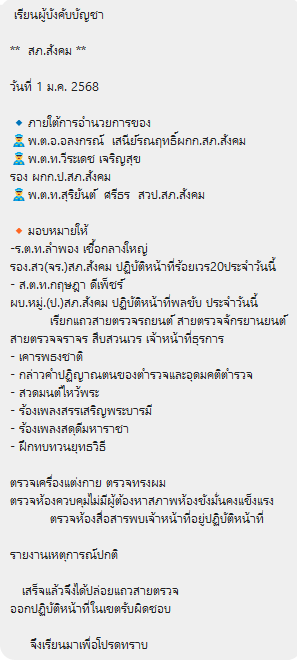 เรียนผู้บังคับบัญชา
** สภ.สังคม **
วันที่ 1 ม.ค. 2568
🔹ภายใต้การอำนวยการของ
👮พ.ต.อ.อลงกรณ์ เสนีย์รณฤทธิ์ผกก.สภ.สังคม
👮พ.ต.ท.วีระเดช เจริญสุข
รอง ผกก.ป.สภ.สังคม
👮พ.ต.ท.สุริยันต์ ศรีธร สวป.สภ.สังคม
🔸มอบหมายให้
-ร.ต.ท.ลำพอง เชื้อกลางใหญ่
รอง.สว(จร.)สภ.สังคม ปฏิบัติหน้าที่ร้อยเวร20ประจำวันนี้
- ส.ต.ท.กฤษฎา ดีเพ็ชร์
ผบ.หมู่.(ป.)สภ.สังคม ปฏิบัติหน้าที่พลขับ ประจำวันนี้
เรียกแถวสายตรวจรถยนต์ สายตรวจจักรยานยนต์
สายตรวจจราจร สืบสวนเวร เจ้าหน้าที่ธุรการ
- เคารพธงชาติ
- กล่าวคำปฏิญาณตนของตำรวจและอุดมคติตำรวจ
- สวดมนต์ไหว้พระ
- ร้องเพลงสรรเสริญพระบารมี
- ร้องเพลงสดุดีมหาราชา
- ฝึกทบทวนยุทธวิธี
ตรวจเครื่องแต่งกาย ตรวจทรงผม
ตรวจห้องควบคุมไม่มีผู้ต้องหาสภาพห้องขังมั่นคงแข็งแรง
ตรวจห้องสื่อสารพบเจ้าหน้าที่อยู่ปฏิบัติหน้าที่
รายงานเหตุการณ์ปกติ
เสร็จแล้วจึงได้ปล่อยแถวสายตรวจ
ออกปฏิบัติหน้าที่ในเขตรับผิดชอบ
จึงเรียนมาเพื่อโปรดทราบ